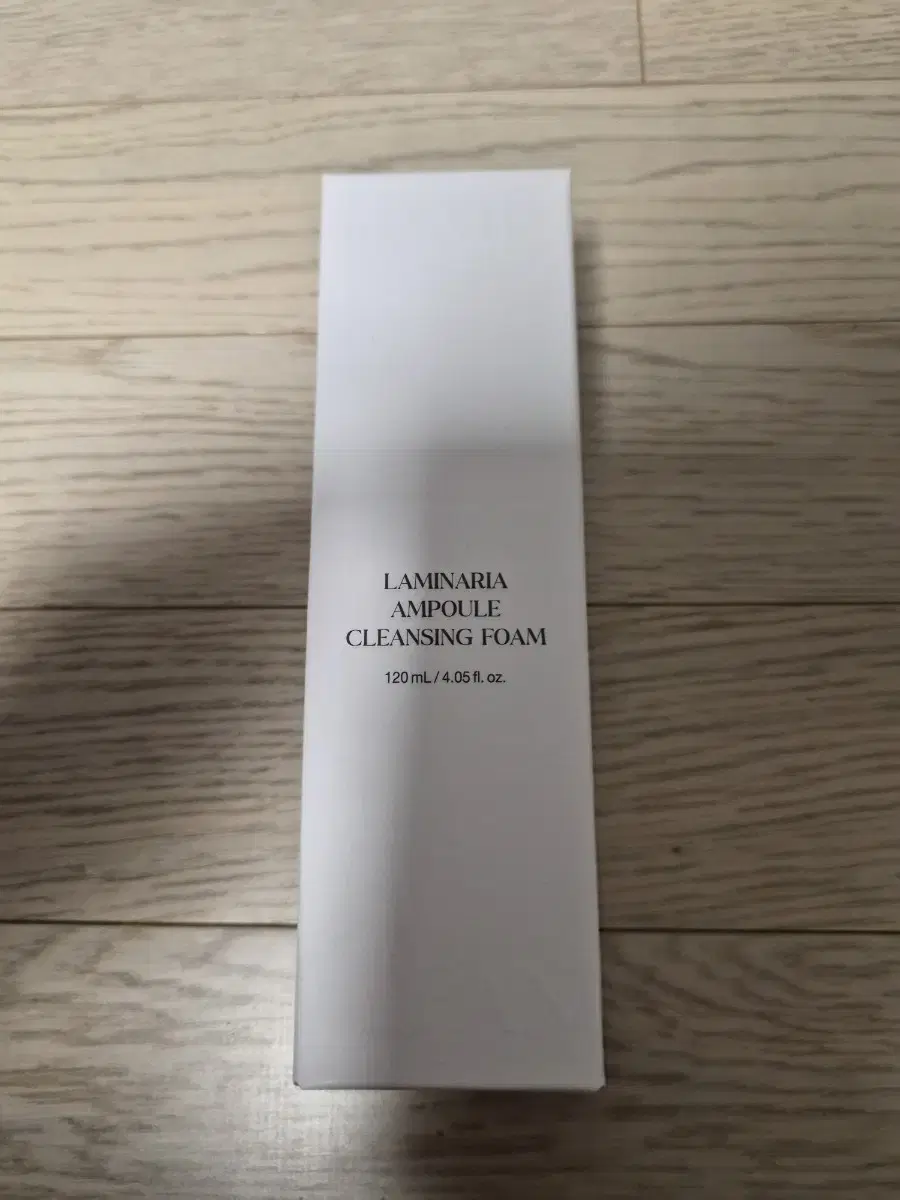 LAMINARIA
AMPOULE
CLEANSING FOAM
120 mL / 4.05 fl. oz.